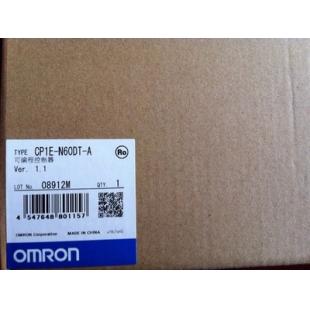 TYPE CP1E-N60DT-A
可编程控制器
Ver. 1.1
LOT No. 08912M QTY. 1
4 547648 801157
OMRON
OMRON Corporation MADE IN CHINA